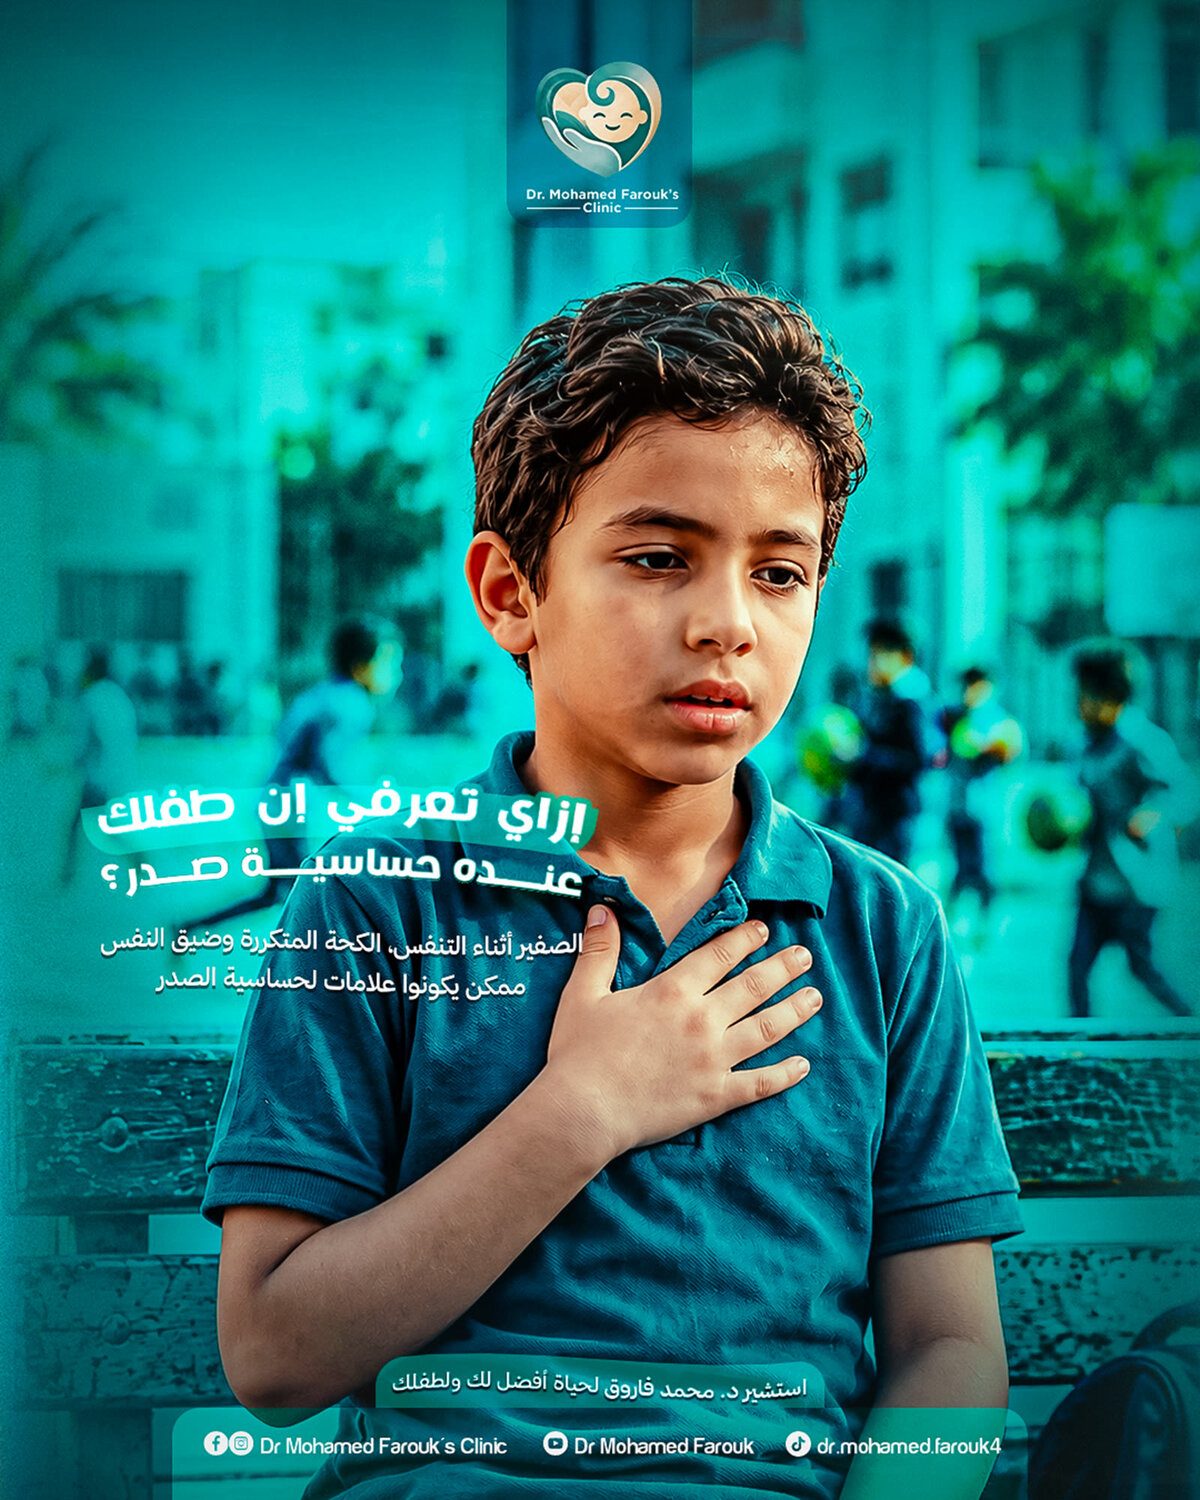 Dr. Mohamed Farouk's
Clinic
إزاي تعرفي إن طفلك
عنده حساسية صدر؟
الصفير أثناء التنفس، الكحة المتكررة وضيق النفس
ممكن يكونوا علامات لحساسية الصدر
استشير د. محمد فاروق لحياة أفضل لك ولطفلك
Dr Mohamed Farouk's Clinic Dr Mohamed Farouk dr.mohamed.farouk4